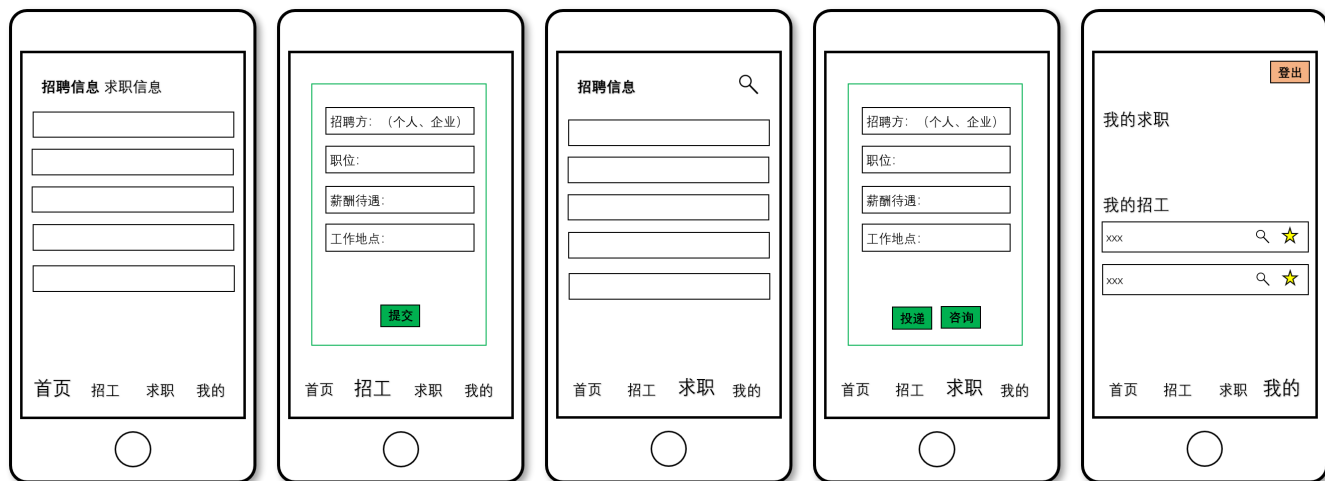 招聘信息 求职信息
首页 招工 求职 我的
招聘方：（个人、企业）
职位：
薪酬待遇：
工作地点：
提交
首页 招工 求职 我的
招聘信息
首页 招工 求职 我的
招聘方：（个人、企业）
职位：
薪酬待遇：
工作地点：
投递 咨询
首页 招工 求职 我的
登出
我的求职
我的招工
xxx
xxx
首页 招工 求职 我的